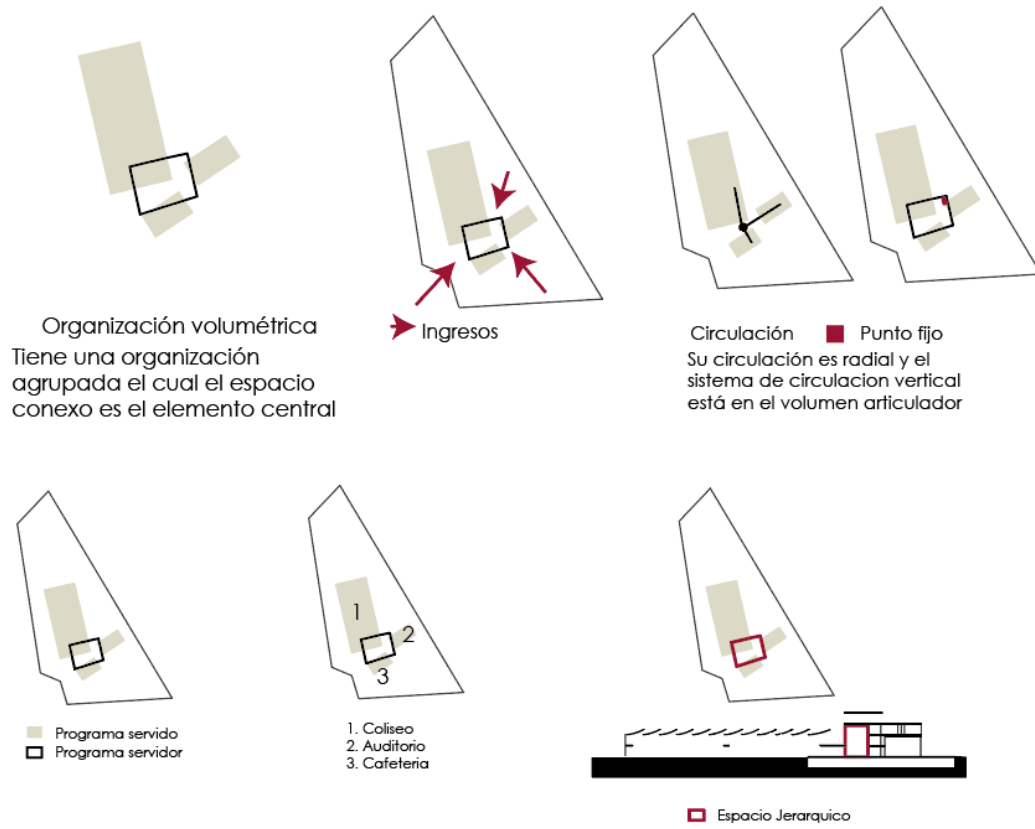 Organización volumétrica
Tiene una organización
agrupada el cual el espacio
conexo es el elemento central
Ingresos
Circulación
Punto fijo
Su circulación es radial y el
sistema de circulacion vertical
está en el volumen articulador
Programa servido
Programa servidor
1
2
3
1. Coliseo
2. Auditorio
3. Cafeteria
Espacio Jerarquico